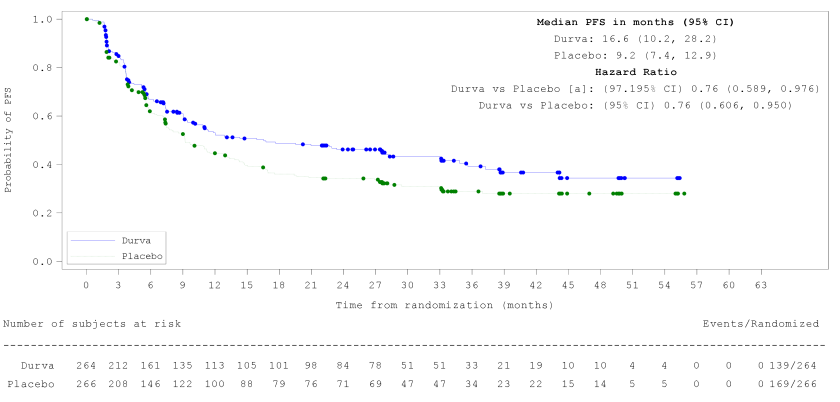 Median PFS in months (95% CI)
Durva: 16.6 (10.2, 28.2)
Placebo: 9.2 (7.4, 12.9)
Hazard Ratio
Durva vs Placebo [a]: (97.195% CI) 0.76 (0.589, 0.976)
Durva vs Placebo: (95% CI) 0.76 (0.606, 0.950)
Probability of PFS
1.0
0.8
0.6
0.4
0.2
0.0
Durva
Placebo
0 3 6 9 12 15 18 21 24 27 30 33 36 39 42 45 48 51 54 57 60 63
Time from randomization (months)
Number of subjects at risk Events/Randomized
Durva 264 212 161 135 113 105 101 98 84 78 51 51 33 21 19 10 10 4 4 0 0 0 139/264
Placebo 266 208 146 122 100 88 79 76 71 69 47 47 34 23 22 15 14 5 5 0 0 0 169/266